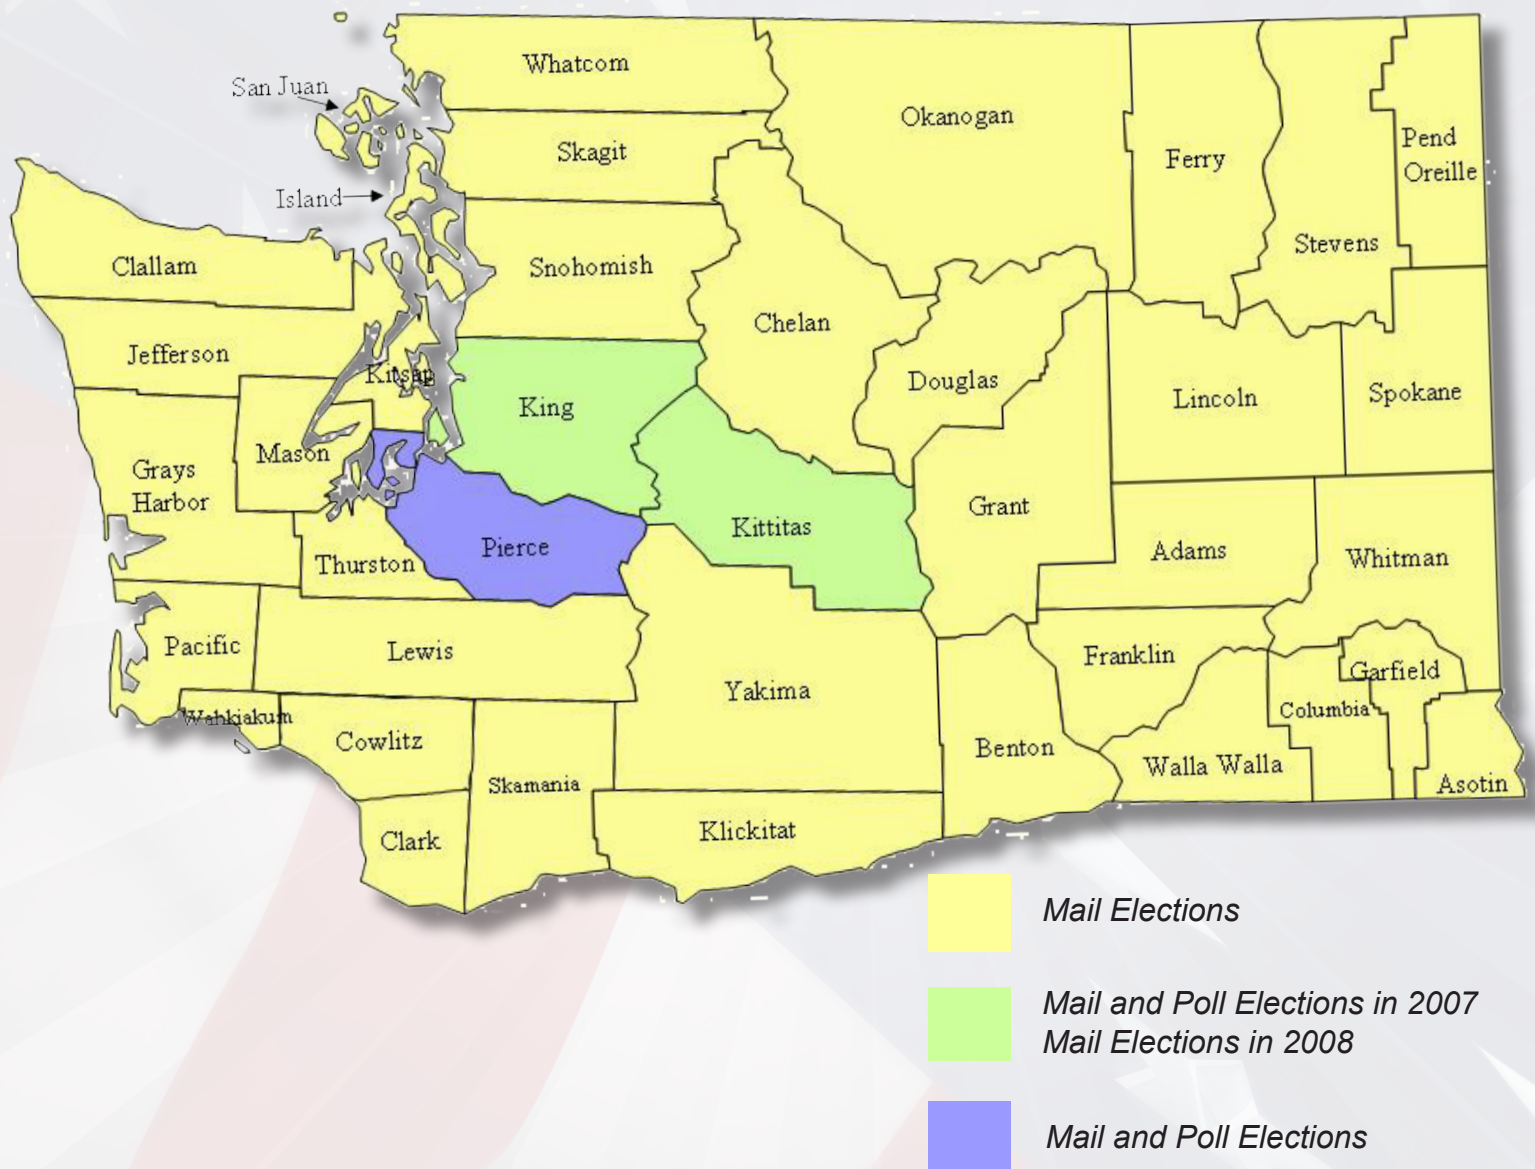 Whatcom
San Juan
Okanogan
Skagit
Ferry
Pend
Oreille
Island
Stevens
Clallam
Snohomish
Chelan
Jefferson
Kitsap
Douglas
King
Lincoln
Spokane
Mason
Grays
Harbor
Grant
Kittitas
Pierce
Adams
Whitman
Thurston
Pacific
Lewis
Franklin
Garfield
Yakima
Wahkiakum
Columbia
Cowlitz
Benton
Walla Walla
Skamania
Asotin
Clark
Klickitat
Mail Elections
Mail and Poll Elections in 2007
Mail Elections in 2008
Mail and Poll Elections